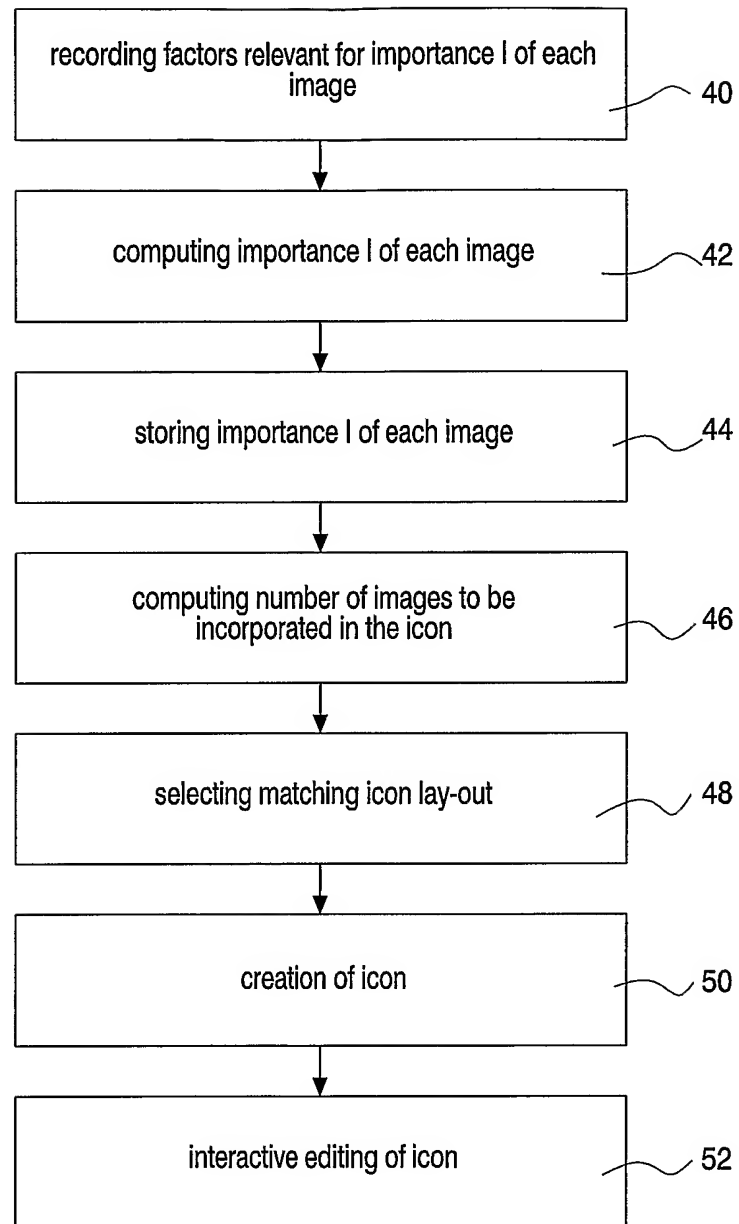 recording factors relevant for importance I of each
image
40
computing importance I of each image
42
storing importance I of each image
44
computing number of images to be
incorporated in the icon
46
selecting matching icon lay-out
48
creation of icon
50
interactive editing of icon
52